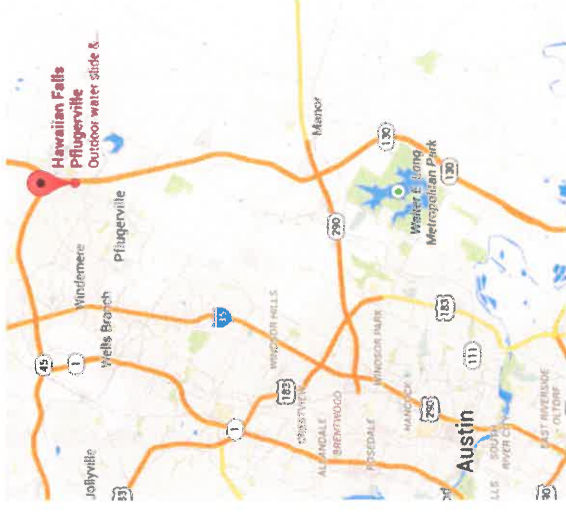 Hawaiian Falls
Pflugerville
Outdoor water slide &
45
1
Windemere
Pflugerville
Wells Branch
Jollyville
35
Manor
130
290
Walter E. Long
Metropolitan Park
130
WINDSOR HILLS
183
183
1
CRESTVIEW
WINDSOR PARK
111
ALLANDALE
BRENTWOOD
ROSEDALE
HANCOCK
290
Austin
SOUTH
RIVER CITY
EAST RIVERSIDE
OLTORF